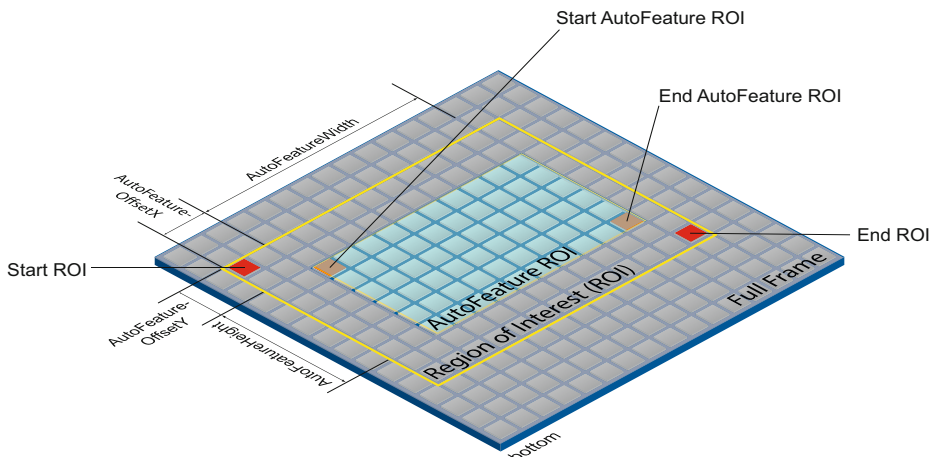 Start AutoFeature ROI
End AutoFeature ROI
AutoFeatureWidth
AutoFeature-
OffsetX
Start ROI
End ROI
AutoFeature ROI
Region of Interest (ROI)
Full Frame
AutoFeature-
OffsetY
AutoFeatureHeight
bottom